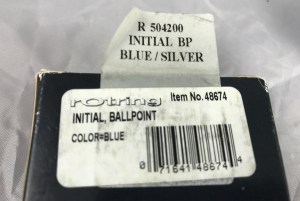 R 504200
INITIAL BP
BLUE/SILVER
rotring
Item No. 48674
INITIAL, BALLPOINT
COLOR=BLUE
0 71641 48674 4